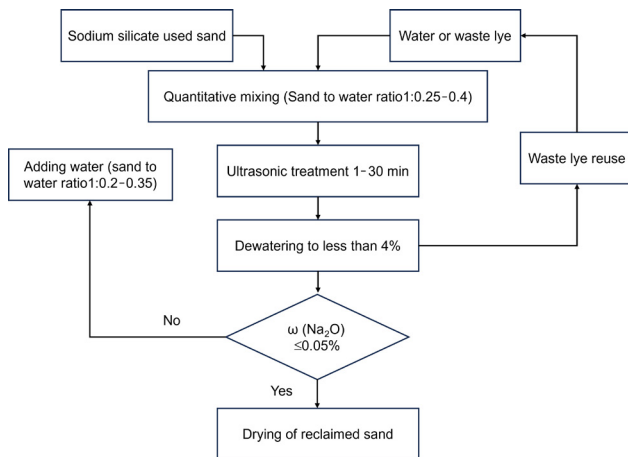 Sodium silicate used sand
Water or waste lye
Quantitative mixing (Sand to water ratio1:0.25-0.4)
Adding water (sand to
water ratio1:0.2-0.35)
Ultrasonic treatment 1-30 min
Waste lye reuse
Dewatering to less than 4%
No
ω (Na₂O)
≤0.05%
Yes
Drying of reclaimed sand